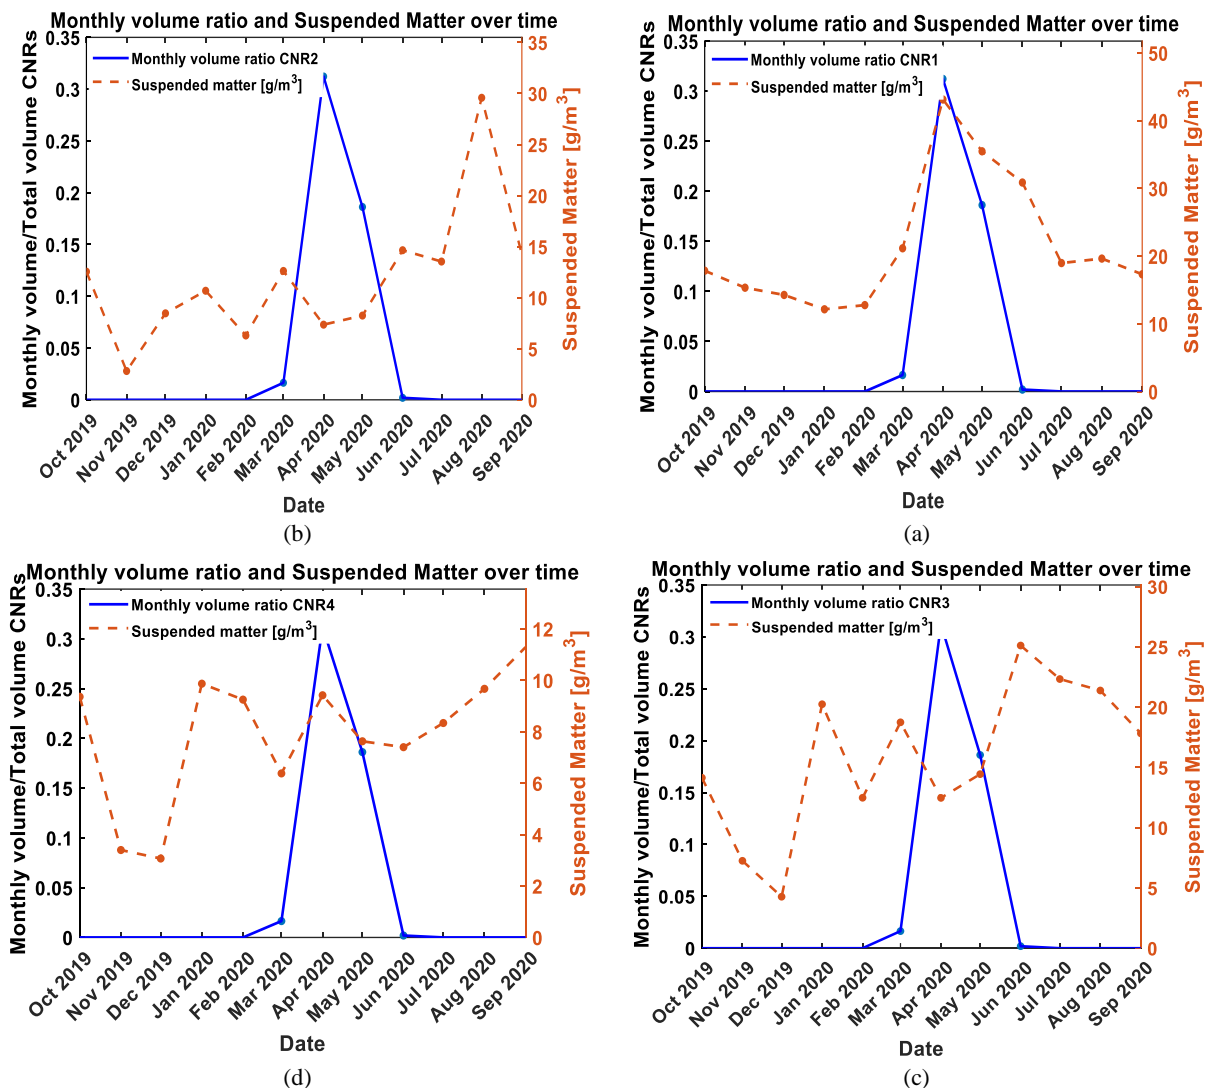 Monthly volume ratio and Suspended Matter over time
Monthly volume/Total volume CNRs
0.35
0.3
0.25
0.2
0.15
0.1
0.05
0
Monthly volume ratio CNR2
Suspended matter [g/m3]
35
30
25
20
15
10
5
0
Suspended Matter [g/m3]
Oct 2019
Nov 2019
Dec 2019
Jan 2020
Feb 2020
Mar 2020
Apr 2020
May 2020
Jun 2020
Jul 2020
Aug 2020
Sep 2020
Date
(b)
Monthly volume ratio and Suspended Matter over time
Monthly volume/Total volume CNRs
0.35
0.3
0.25
0.2
0.15
0.1
0.05
0
Monthly volume ratio CNR1
Suspended matter [g/m3]
50
40
30
20
10
0
Suspended Matter [g/m3]
Oct 2019
Nov 2019
Dec 2019
Jan 2020
Feb 2020
Mar 2020
Apr 2020
May 2020
Jun 2020
Jul 2020
Aug 2020
Sep 2020
Date
(a)
Monthly volume ratio and Suspended Matter over time
Monthly volume/Total volume CNRs
0.35
0.3
0.25
0.2
0.15
0.1
0.05
0
Monthly volume ratio CNR4
Suspended matter [g/m3]
12
10
8
6
4
2
0
Suspended Matter [g/m3]
Oct 2019
Nov 2019
Dec 2019
Jan 2020
Feb 2020
Mar 2020
Apr 2020
May 2020
Jun 2020
Jul 2020
Aug 2020
Sep 2020
Date
(d)
Monthly volume ratio and Suspended Matter over time
Monthly volume/Total volume CNRs
0.35
0.3
0.25
0.2
0.15
0.1
0.05
0
Monthly volume ratio CNR3
Suspended matter [g/m3]
30
25
20
15
10
5
0
Suspended Matter [g/m3]
Oct 2019
Nov 2019
Dec 2019
Jan 2020
Feb 2020
Mar 2020
Apr 2020
May 2020
Jun 2020
Jul 2020
Aug 2020
Sep 2020
Date
(c)